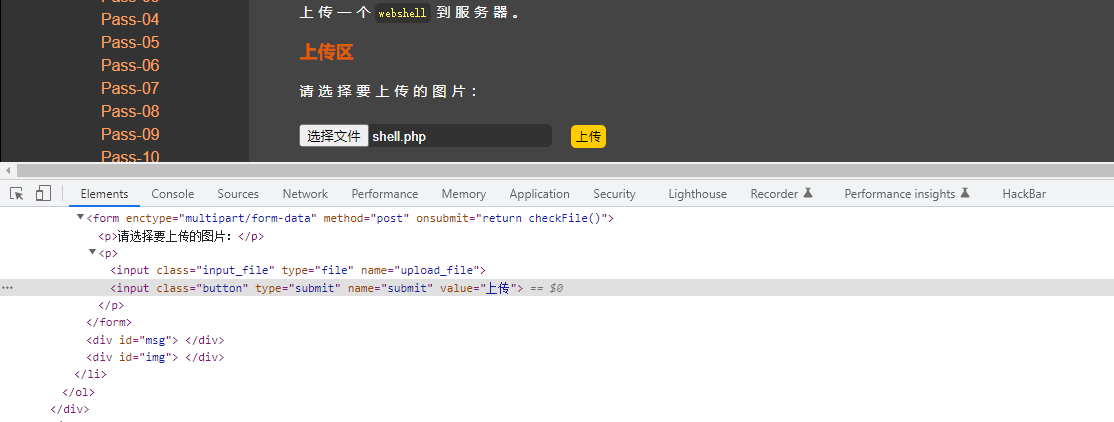 Pass-04
Pass-05
Pass-06
Pass-07
Pass-08
Pass-09
Pass-10
上传一个 webshell 到服务器。
上传区
请选择要上传的图片：
选择文件 shell.php 上传
Elements Console Sources Network Performance Memory Application Security Lighthouse Recorder Performance insights HackBar
<form enctype="multipart/form-data" method="post" onsubmit="return checkFile()">
<p>请选择要上传的图片：</p>
<p>
<input class="input_file" type="file" name="upload_file">
<input class="button" type="submit" name="submit" value="上传"> == $0
</p>
</form>
<div id="msg"> </div>
<div id="img"> </div>
</li>
</ol>
</div>